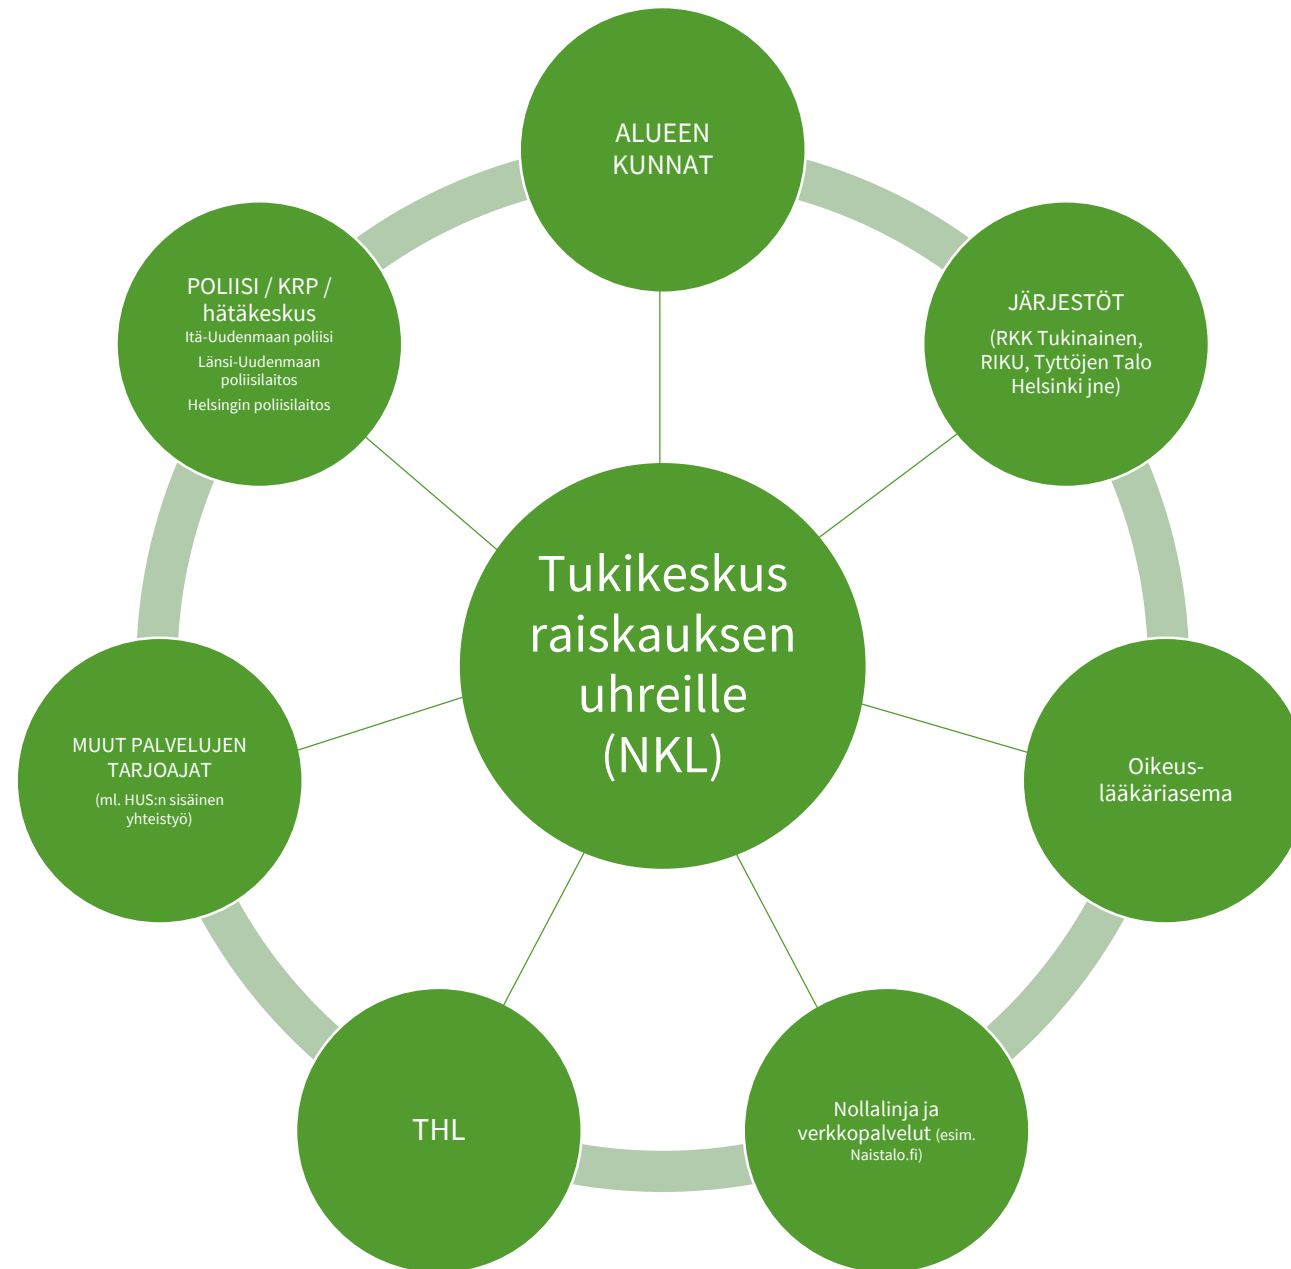 ALUEEN
KUNNAT
POLIISI / KRP /
hätäkeskus
Itä-Uudenmaan poliisi
Länsi-Uudenmaan
poliisilaitos
Helsingin poliisilaitos
JÄRJESTÖT
(RKK Tukinainen,
RIKU, Tyttöjen Talo
Helsinki jne)
Tukikeskus
raiskauksen
uhreille
(NKL)
MUUT PALVELUJEN
TARJOAJAT
(ml. HUS:n sisäinen
yhteistyö)
Oikeus-
lääkäriasema
THL
Nollalinja ja
verkkopalvelut (esim.
Naistalo.fi)